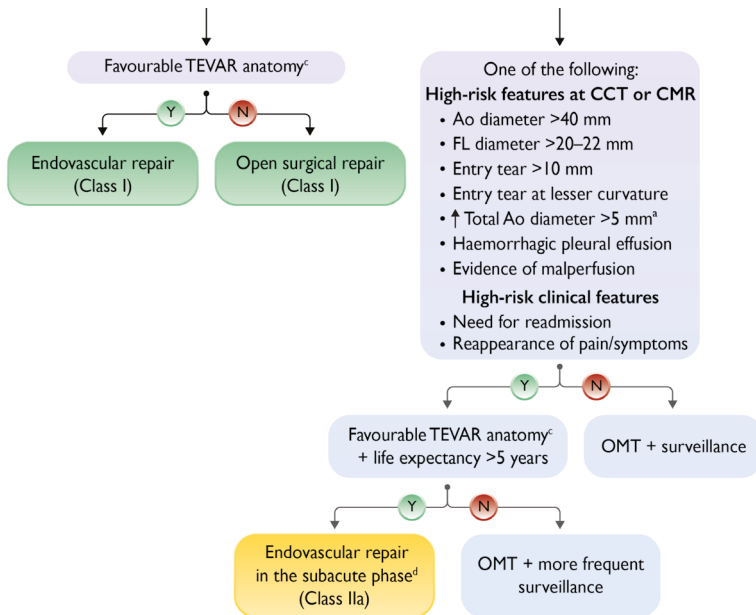 Favourable TEVAR anatomyᶜ
Y
N
Endovascular repair
(Class I)
Open surgical repair
(Class I)
One of the following:
High-risk features at CCT or CMR
• Ao diameter >40 mm
• FL diameter >20–22 mm
• Entry tear >10 mm
• Entry tear at lesser curvature
• ↑ Total Ao diameter >5 mmᵃ
• Haemorrhagic pleural effusion
• Evidence of malperfusion
High-risk clinical features
• Need for readmission
• Reappearance of pain/symptoms
Y
N
Favourable TEVAR anatomyᶜ
+ life expectancy >5 years
OMT + surveillance
Y
N
Endovascular repair
in the subacute phaseᵈ
(Class IIa)
OMT + more frequent
surveillance